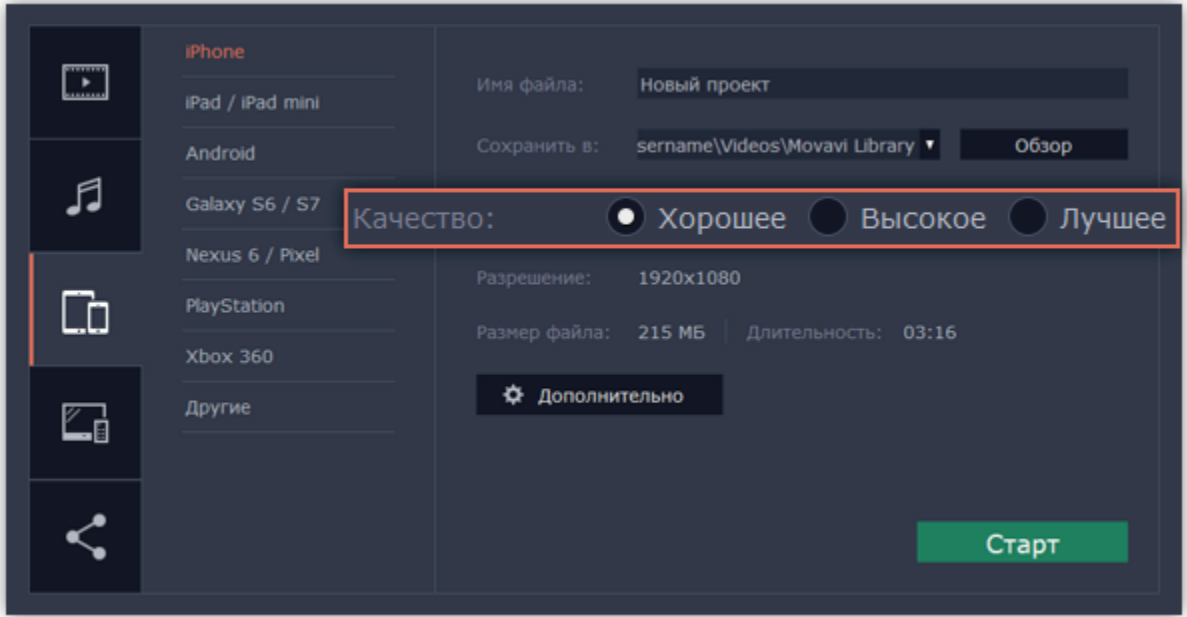 iPhone
iPad / iPad mini
Android
Galaxy S6 / S7
Nexus 6 / Pixel
PlayStation
Xbox 360
Другие
Имя файла: Новый проект
Сохранить в: sername\Videos\Movavi Library Обзор
Качество: Хорошее Высокое Лучшее
Разрешение: 1920x1080
Размер файла: 215 МБ Длительность: 03:16
Дополнительно
Старт